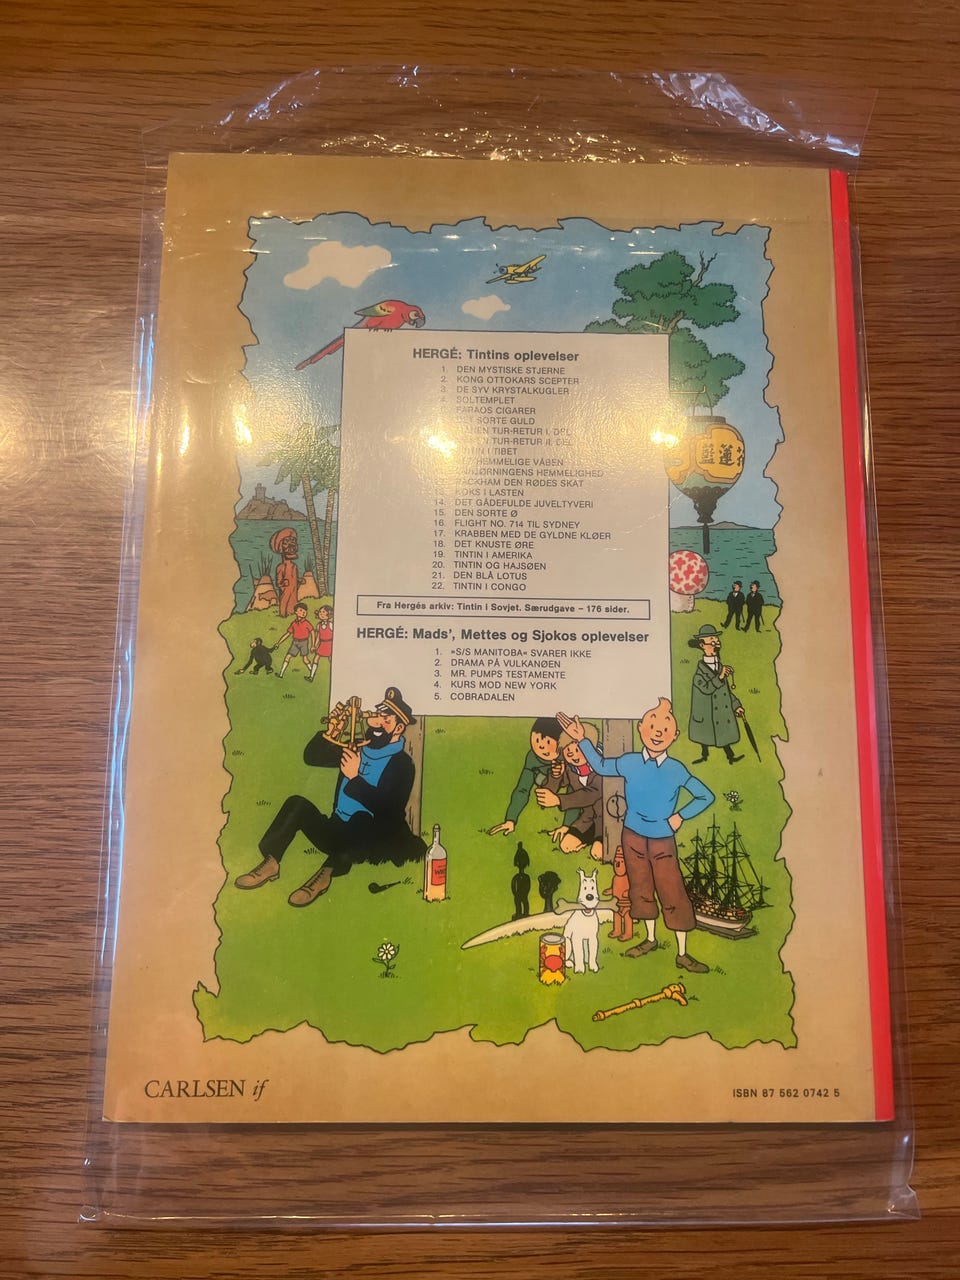 HERGÉ: Tintins oplevelser
1. DEN MYSTISKE STJERNE
2. KONG OTTOKARS SCEPTER
3. DE SYV KRYSTALKUGLER
4. SOLTEMPLET
FARAOS CIGARER
SORTE GULD
TUR-RETUR I. DEL
TUR-RETUR II. DEL
I TIBET
HEMMELIGE VÅBEN
HEMMELIGHED
RACKHAM DEN RØDES SKAT
13. KOKS I LASTEN
14. DET GÅDEFULDE JUVELTYVERI
15. DEN SORTE Ø
16. FLIGHT NO. 714 TIL SYDNEY
17. KRABBEN MED DE GYLDNE KLØER
18. DET KNUSTE ØRE
19. TINTIN I AMERIKA
20. TINTIN OG HAJSØEN
21. DEN BLÅ LOTUS
22. TINTIN I CONGO
Fra Hergés arkiv: Tintin i Sovjet. Særudgave – 176 sider.
HERGÉ: Mads', Mettes og Sjokos oplevelser
1. »S/S MANITOBA« SVARER IKKE
2. DRAMA PÅ VULKANØEN
3. MR. PUMPS TESTAMENTE
4. KURS MOD NEW YORK
5. COBRADALEN
CARLSEN if
ISBN 87 562 0742 5